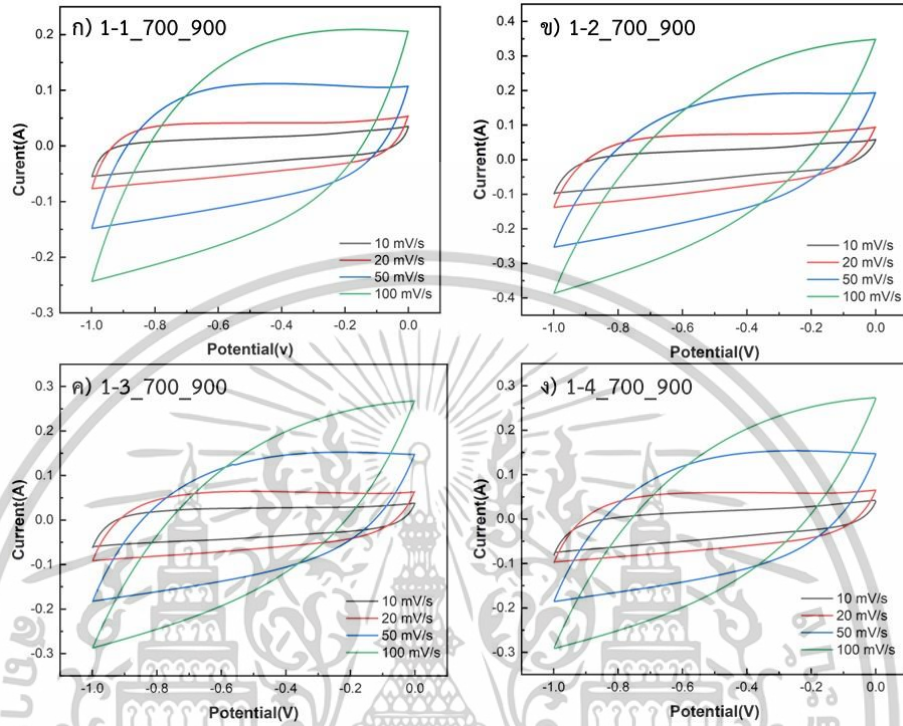 ก) 1-1_700_900
0.2
0.1
0.0
-0.1
-0.2
-0.3
Curent(A)
-1.0 -0.8 -0.6 -0.4 -0.2 0.0
Potential(v)
10 mV/s
20 mV/s
50 mV/s
100 mV/s
ข) 1-2_700_900
0.4
0.3
0.2
0.1
0.0
-0.1
-0.2
-0.3
-0.4
Current(A)
-1.0 -0.8 -0.6 -0.4 -0.2 0.0
Potential(V)
10 mV/s
20 mV/s
50 mV/s
100 mV/s
ค) 1-3_700_900
0.3
0.2
0.1
0.0
-0.1
-0.2
-0.3
Current(A)
-1.0 -0.8 -0.6 -0.4 -0.2 0.0
Potential(V)
10 mV/s
20 mV/s
50 mV/s
100 mV/s
ง) 1-4_700_900
0.3
0.2
0.1
0.0
-0.1
-0.2
-0.3
Current(A)
-1.0 -0.8 -0.6 -0.4 -0.2 0.0
Potential(V)
10 mV/s
20 mV/s
50 mV/s
100 mV/s